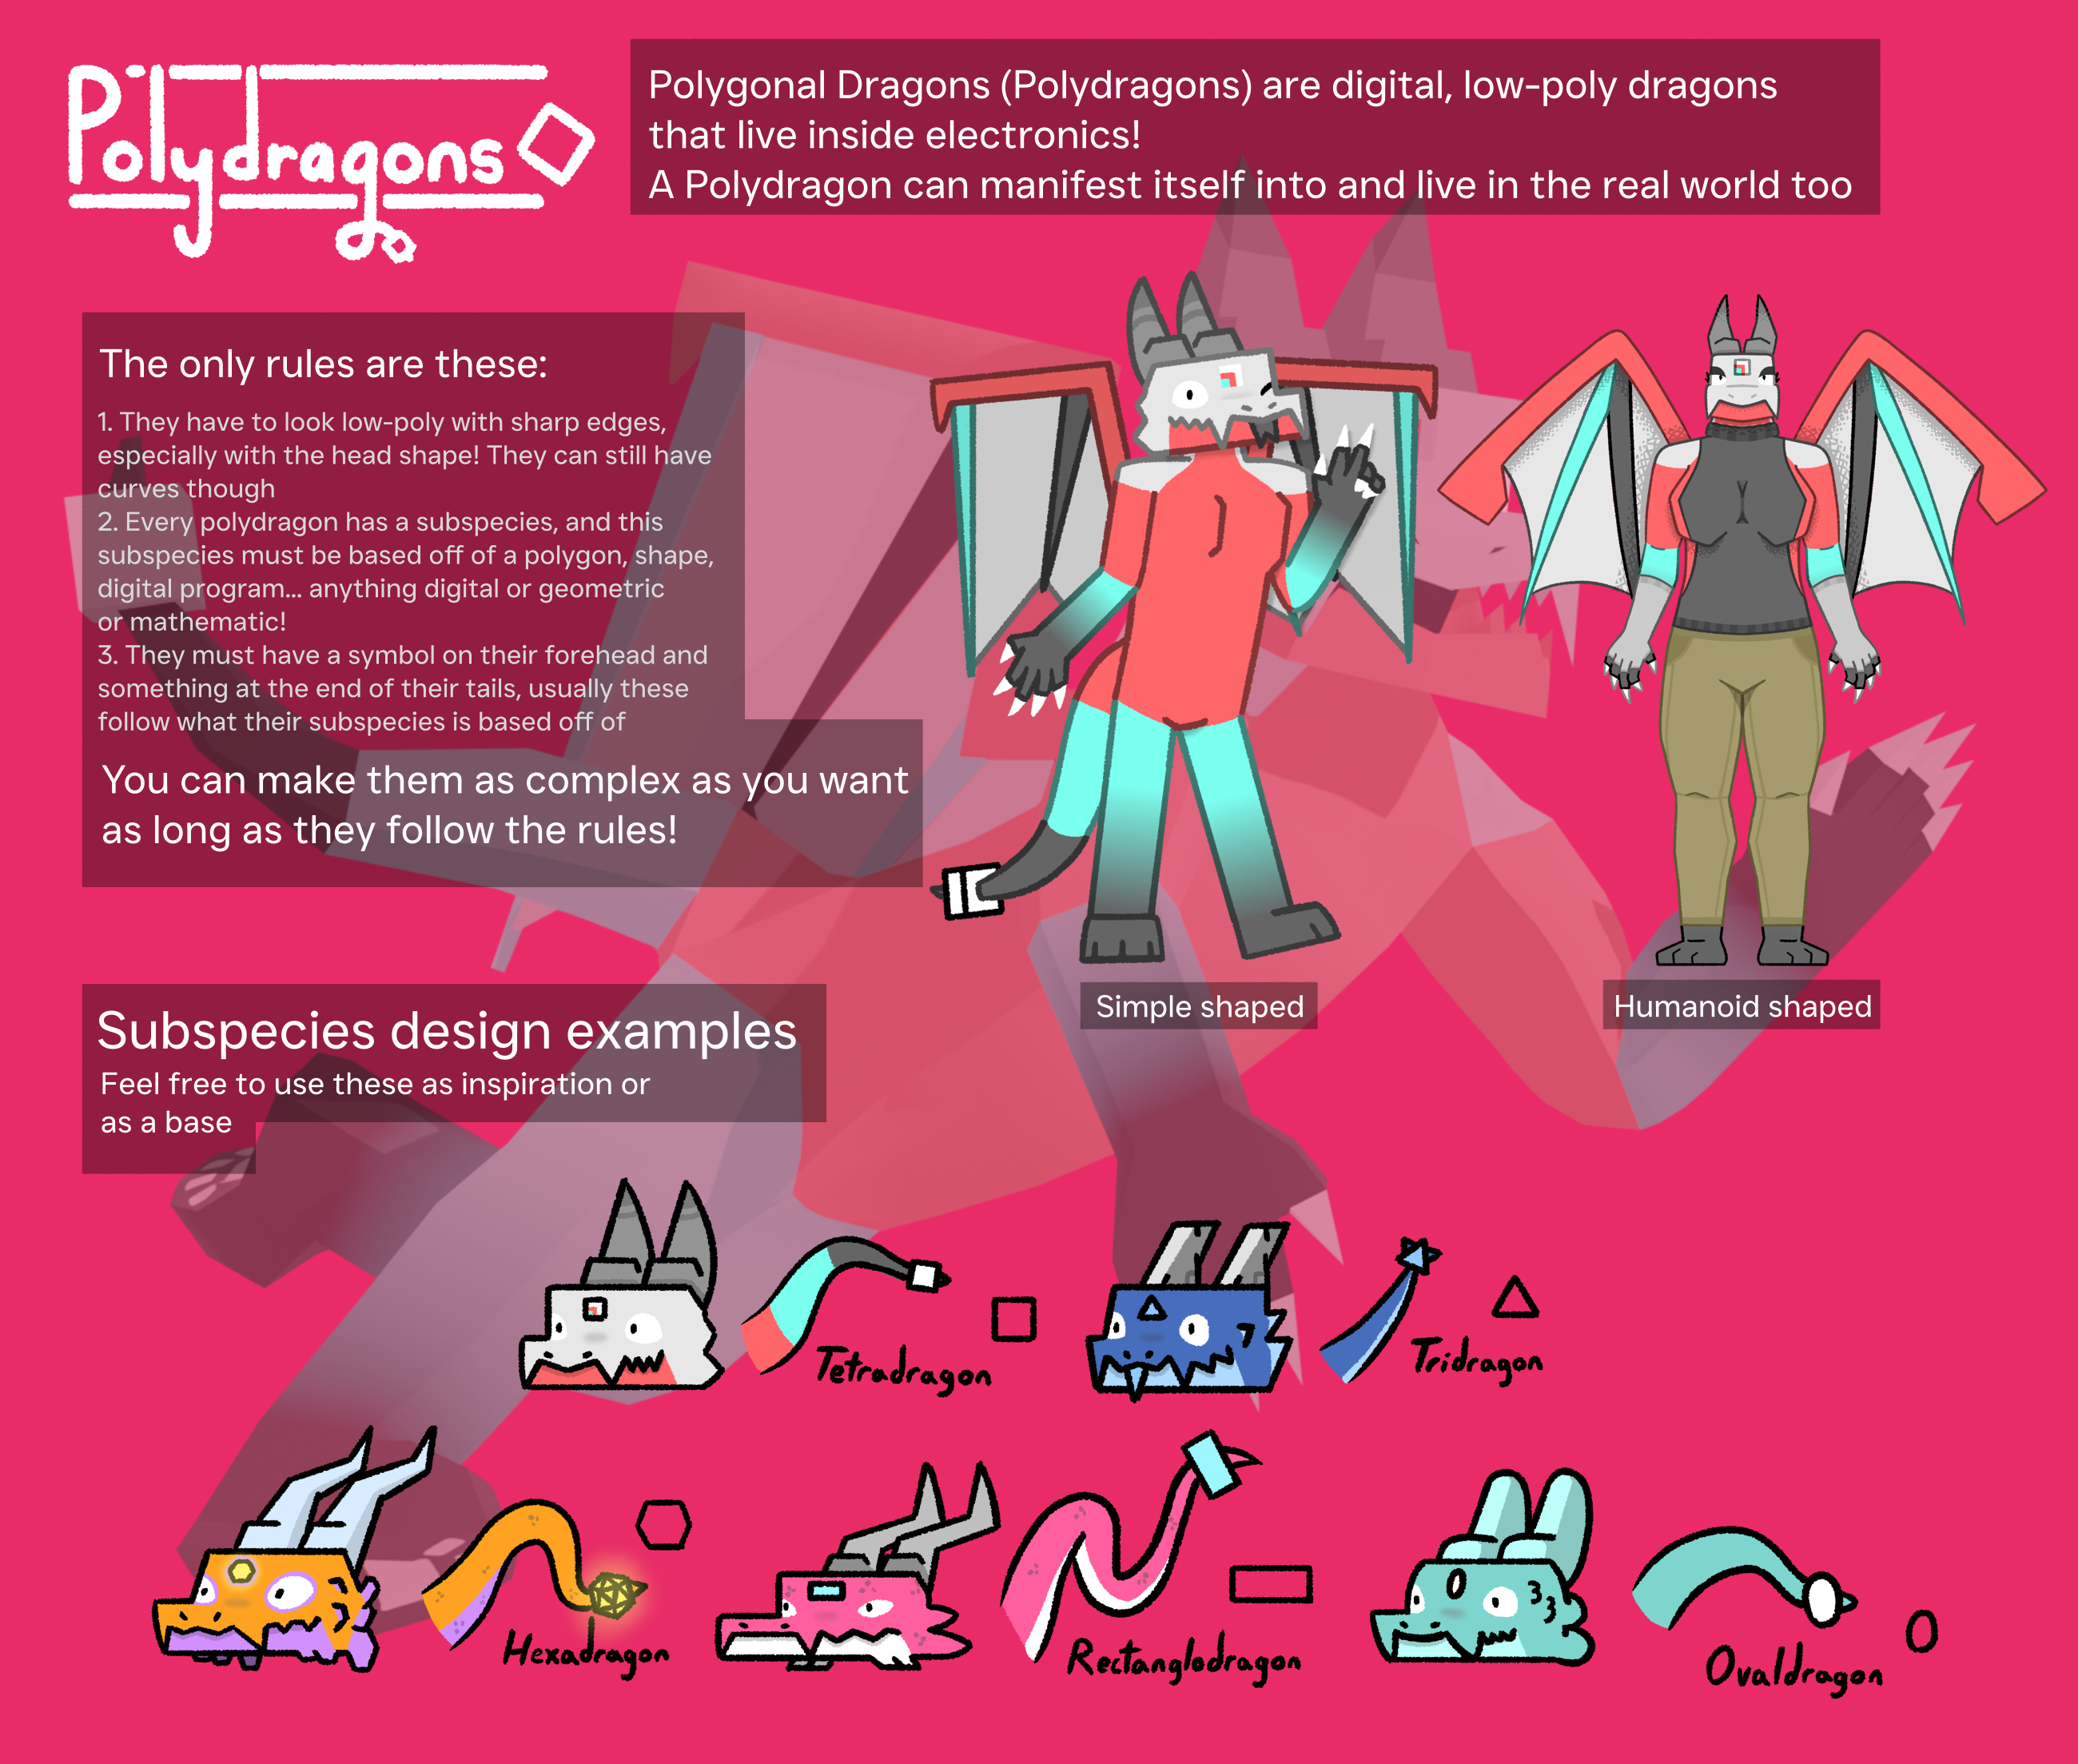 Polydragons
Polygonal Dragons (Polydragons) are digital, low-poly dragons
that live inside electronics!
A Polydragon can manifest itself into and live in the real world too
The only rules are these:
1. They have to look low-poly with sharp edges,
especially with the head shape! They can still have
curves though
2. Every polydragon has a subspecies, and this
subspecies must be based off of a polygon, shape,
digital program... anything digital or geometric
or mathematic!
3. They must have a symbol on their forehead and
something at the end of their tails, usually these
follow what their subspecies is based off of
You can make them as complex as you want
as long as they follow the rules!
Simple shaped
Humanoid shaped
Subspecies design examples
Feel free to use these as inspiration or
as a base
Tetradragon
Tridragon
Hexadragon
Rectanglodragon
Ovaldragon